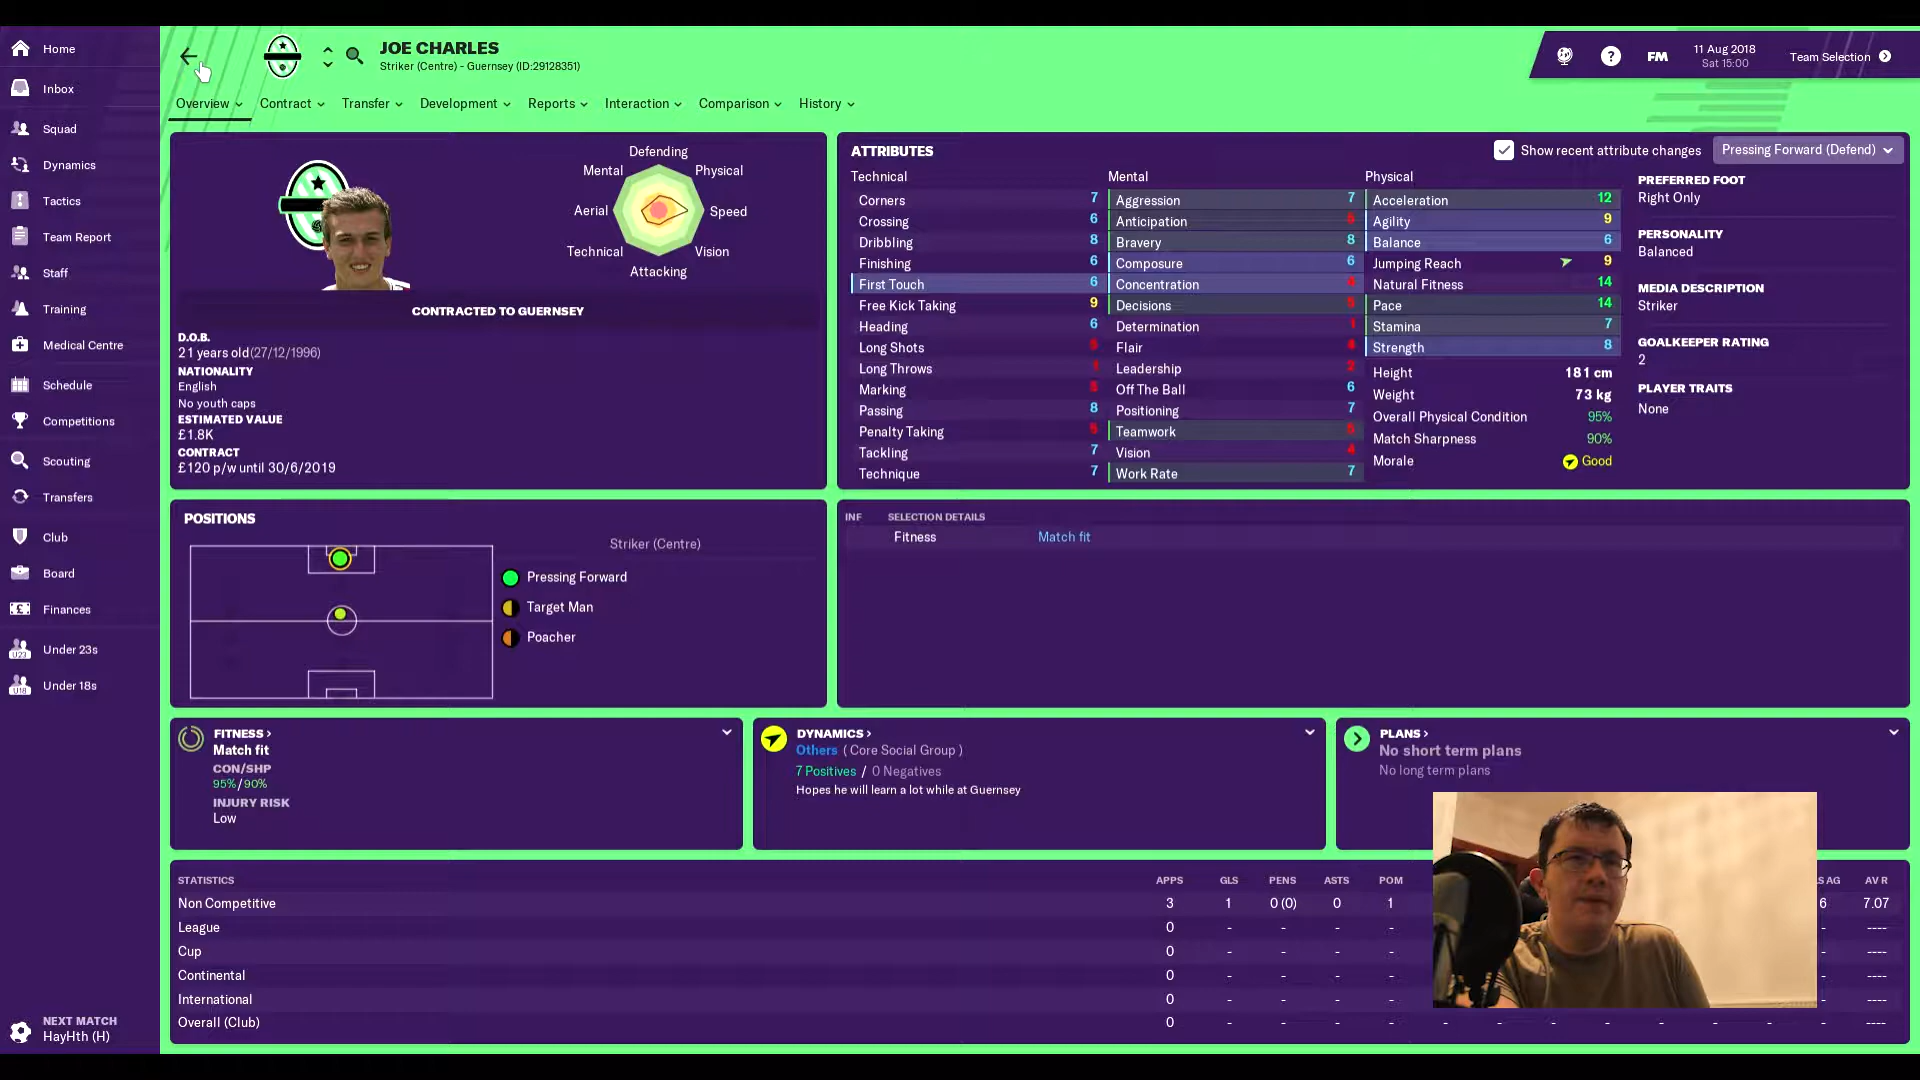 Home
Inbox
Squad
Dynamics
Tactics
Team Report
Staff
Training
Medical Centre
Schedule
Competitions
Scouting
Transfers
Club
Board
Finances
Under 23s
Under 18s
NEXT MATCH
HayHth (H)
JOE CHARLES
Striker (Centre) - Guernsey (ID:29128351)
FM
11 Aug 2018
Sat 15:00
Team Selection
Overview Contract Transfer Development Reports Interaction Comparison History
Defending
Mental Physical
Aerial Speed
Technical Vision
Attacking
CONTRACTED TO GUERNSEY
D.O.B.
21 years old (27/12/1996)
NATIONALITY
English
No youth caps
ESTIMATED VALUE
£1.8K
CONTRACT
£120 p/w until 30/6/2019
ATTRIBUTES
Show recent attribute changes
Pressing Forward (Defend)
Technical
Corners 7
Crossing 6
Dribbling 8
Finishing 6
First Touch 6
Free Kick Taking 9
Heading 6
Long Shots 5
Long Throws 1
Marking 5
Passing 8
Penalty Taking 5
Tackling 7
Technique 7
Mental
Aggression 7
Anticipation 5
Bravery 8
Composure 6
Concentration
Decisions 5
Determination 1
Flair 4
Leadership 2
Off The Ball 6
Positioning 7
Teamwork 5
Vision 4
Work Rate 7
Physical
Acceleration 12
Agility 9
Balance 6
Jumping Reach 9
Natural Fitness 14
Pace 14
Stamina 7
Strength 8
Height 181 cm
Weight 73 kg
Overall Physical Condition 95%
Match Sharpness 90%
Morale Good
PREFERRED FOOT
Right Only
PERSONALITY
Balanced
MEDIA DESCRIPTION
Striker
GOALKEEPER RATING
2
PLAYER TRAITS
None
POSITIONS
Striker (Centre)
Pressing Forward
Target Man
Poacher
INF SELECTION DETAILS
Fitness Match fit
FITNESS >
Match fit
CON/SHP
95% / 90%
INJURY RISK
Low
DYNAMICS >
Others ( Core Social Group )
7 Positives / 0 Negatives
Hopes he will learn a lot while at Guernsey
PLANS >
No short term plans
No long term plans
STATISTICS APPS GLS PENS ASTS POM S AG AV R
Non Competitive 3 1 0 (0) 0 1 6 7.07
League 0 - - - - - ----
Cup 0 - - - - - ----
Continental 0 - - - - - ----
International 0 - - - - - ----
Overall (Club) 0 - - - - - - - - - - - - ----